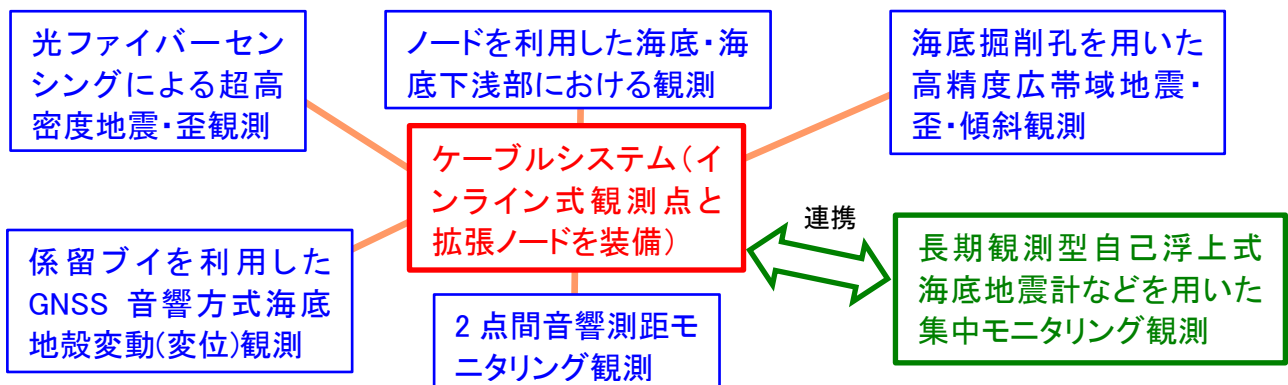 光ファイバーセン
シングによる超高
密度地震・歪観測
ノードを利用した海底・海
底下浅部における観測
海底掘削孔を用いた
高精度広帯域地震・
歪・傾斜観測
ケーブルシステム（イ
ンライン式観測点と
拡張ノードを装備）
連携
係留ブイを利用した
GNSS 音響方式海底
地殻変動(変位)観測
2 点間音響測距モ
ニタリング観測
長期観測型自己浮上式
海底地震計などを用いた
集中モニタリング観測